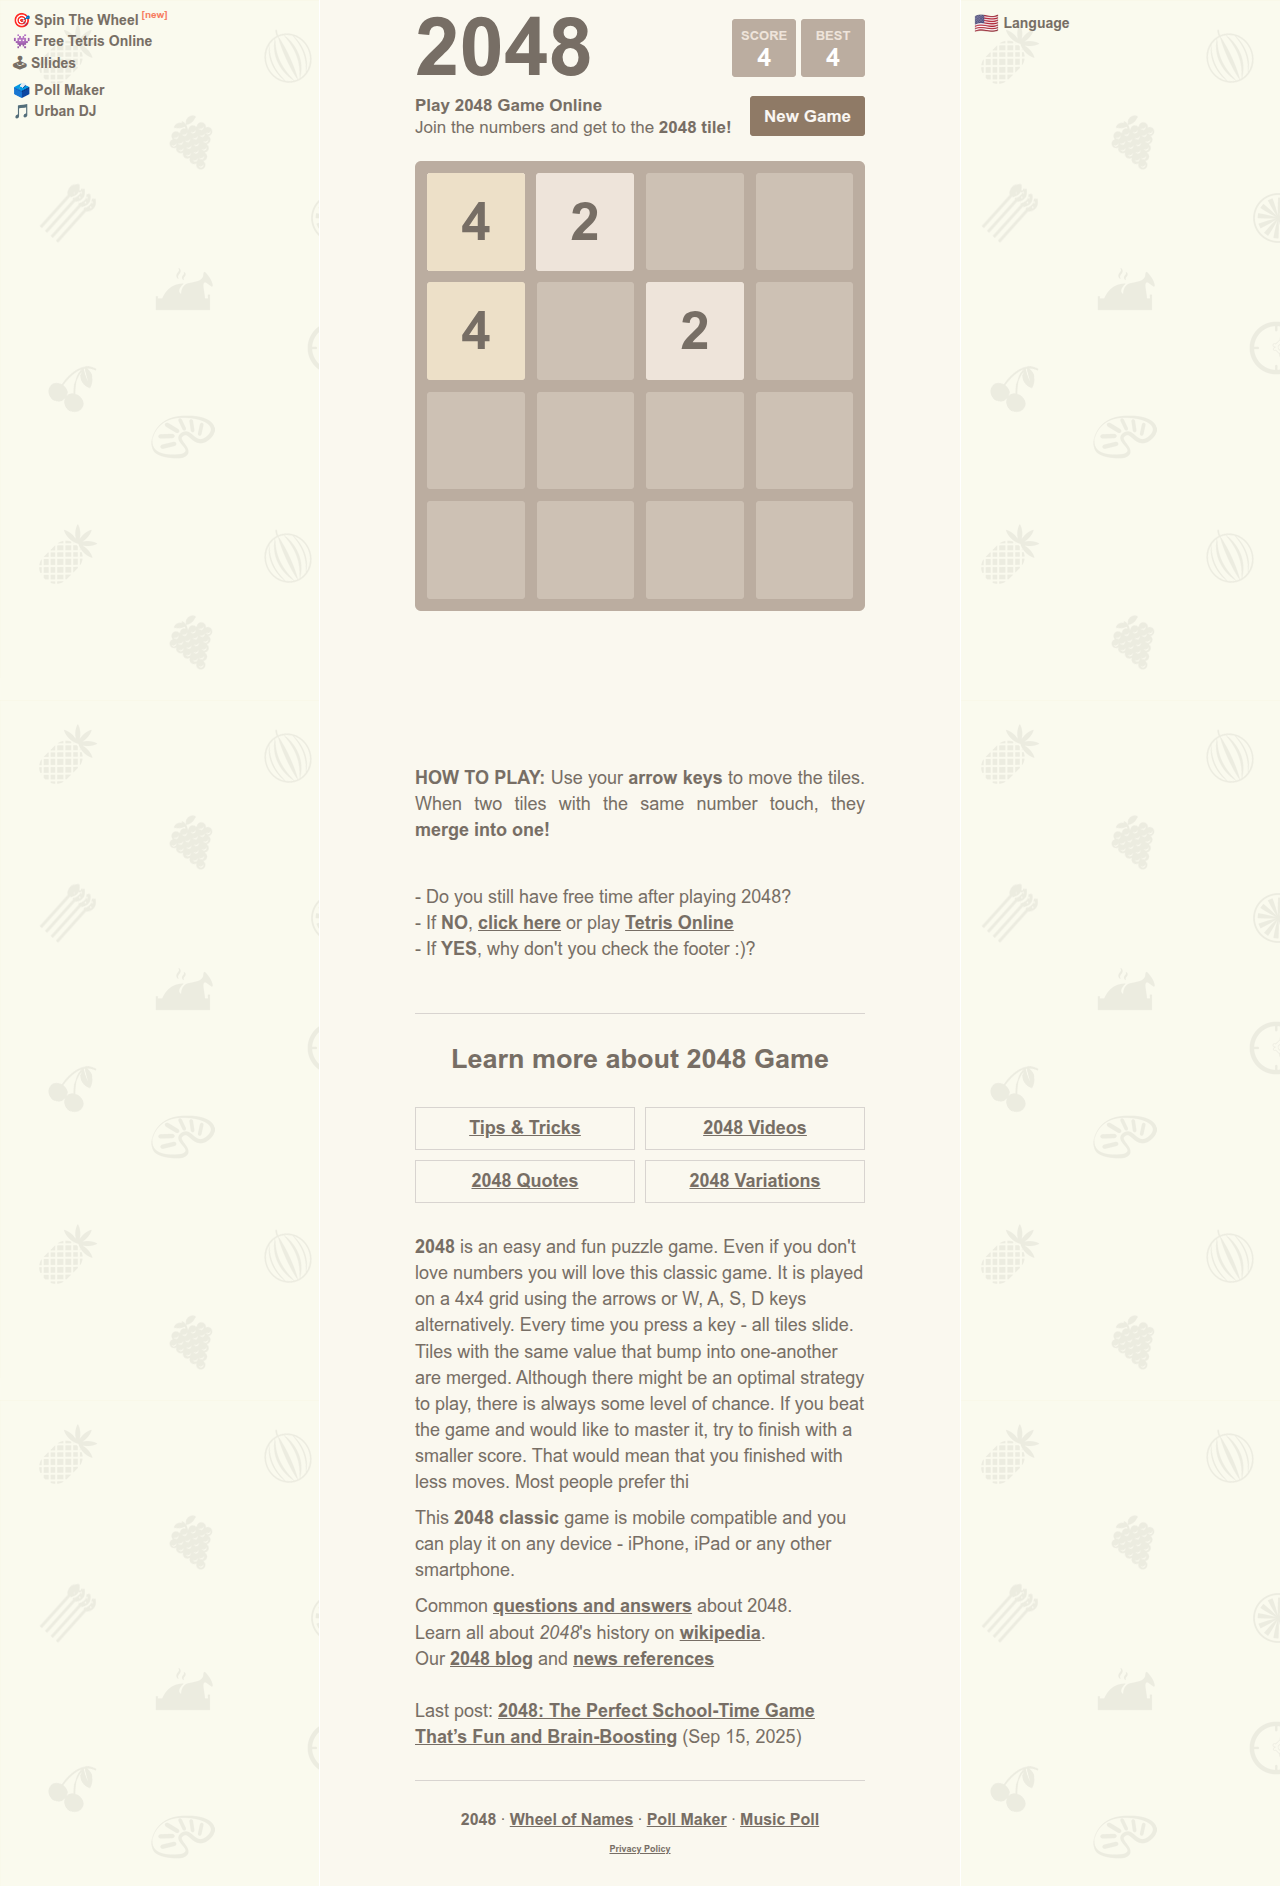 🎯 Spin The Wheel [new]
👾 Free Tetris Online
🕹 Sllides
🗳 Poll Maker
🎵 Urban DJ
🇺🇸 Language
2048
SCORE
4
BEST
4
Play 2048 Game Online
Join the numbers and get to the 2048 tile!
New Game
4 2
4 2
HOW TO PLAY: Use your arrow keys to move the tiles.
When two tiles with the same number touch, they
merge into one!
- Do you still have free time after playing 2048?
- If NO, click here or play Tetris Online
- If YES, why don't you check the footer :)?
Learn more about 2048 Game
Tips & Tricks
2048 Videos
2048 Quotes
2048 Variations
2048 is an easy and fun puzzle game. Even if you don't
love numbers you will love this classic game. It is played
on a 4x4 grid using the arrows or W, A, S, D keys
alternatively. Every time you press a key - all tiles slide.
Tiles with the same value that bump into one-another
are merged. Although there might be an optimal strategy
to play, there is always some level of chance. If you beat
the game and would like to master it, try to finish with a
smaller score. That would mean that you finished with
less moves. Most people prefer thi
This 2048 classic game is mobile compatible and you
can play it on any device - iPhone, iPad or any other
smartphone.
Common questions and answers about 2048.
Learn all about 2048's history on wikipedia.
Our 2048 blog and news references
Last post: 2048: The Perfect School-Time Game
That’s Fun and Brain-Boosting (Sep 15, 2025)
2048 · Wheel of Names · Poll Maker · Music Poll
Privacy Policy